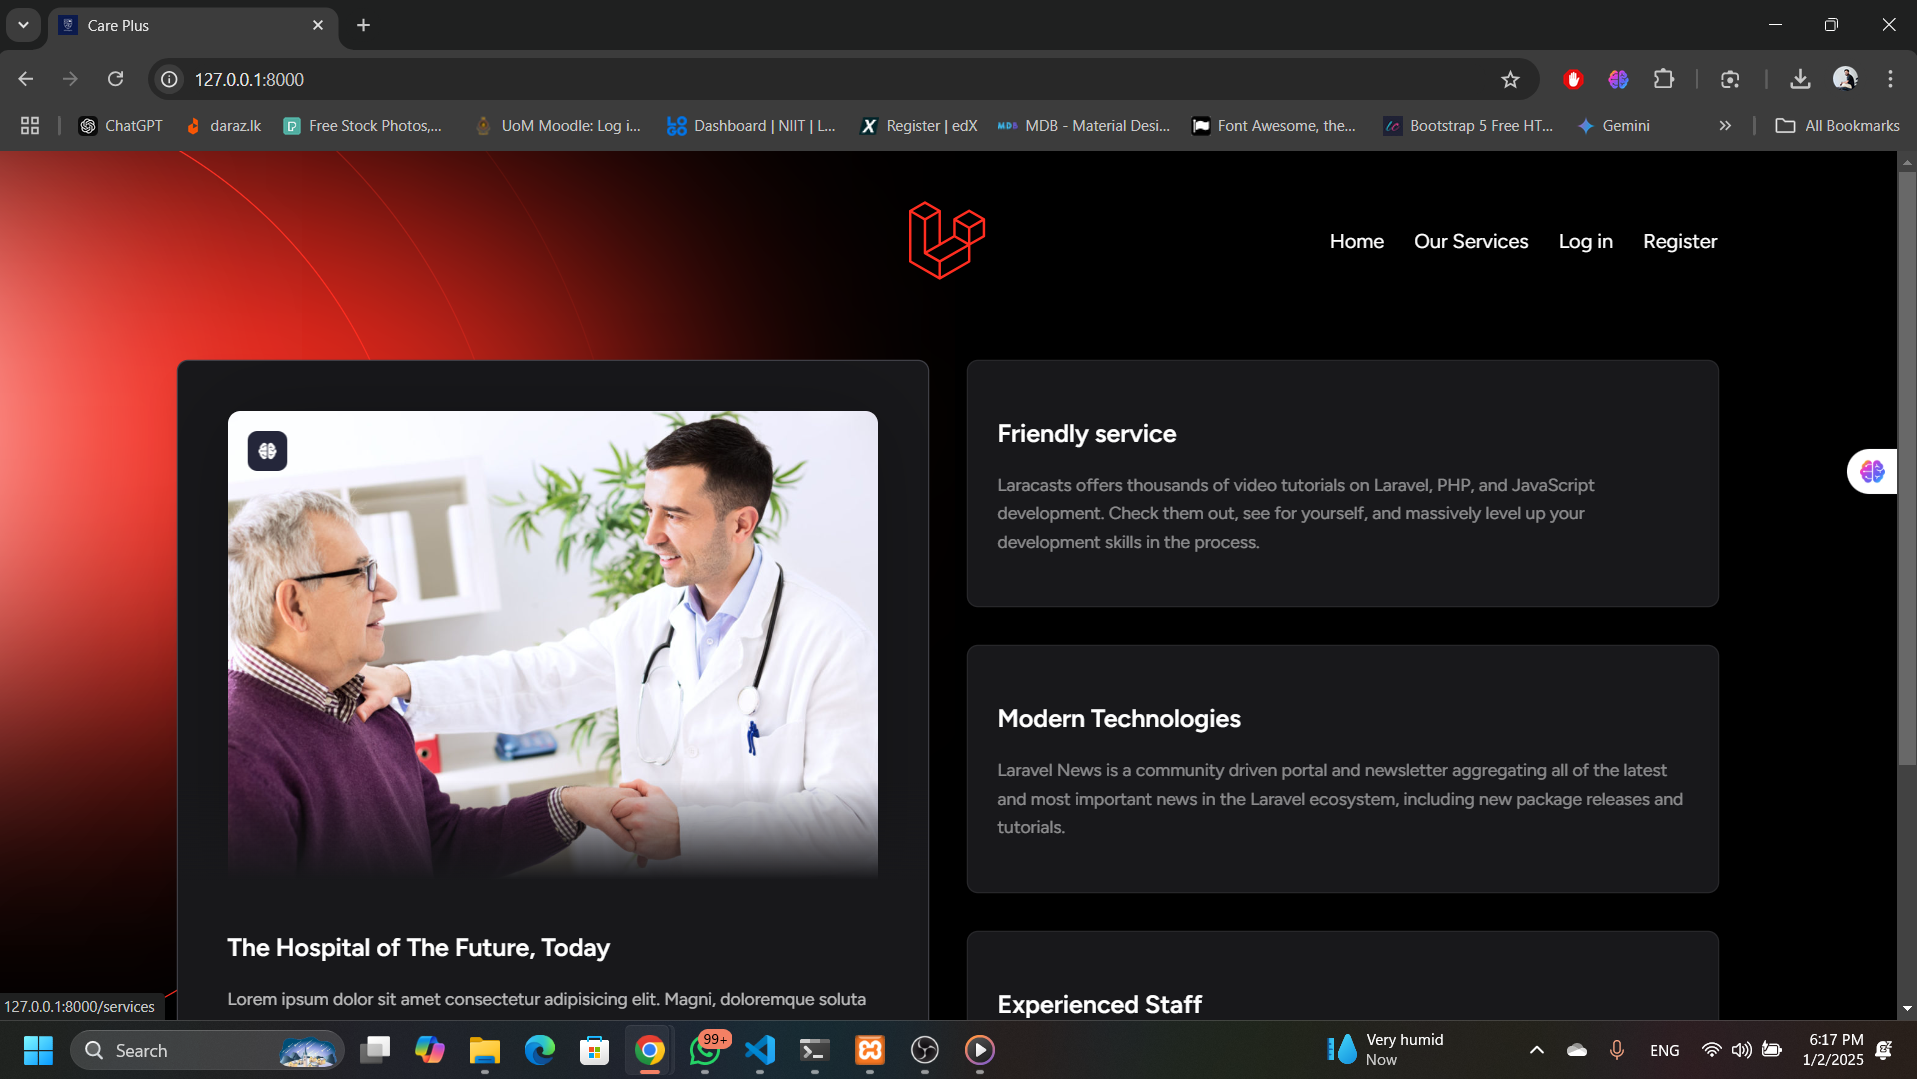 Care Plus
127.0.0.1:8000
ChatGPT
daraz.lk
Free Stock Photos,...
UoM Moodle: Log i...
Dashboard | NIIT | L...
Register | edX
MDB - Material Desi...
Font Awesome, the...
Bootstrap 5 Free HT...
Gemini
All Bookmarks
Home
Our Services
Log in
Register
The Hospital of The Future, Today
Lorem ipsum dolor sit amet consectetur adipisicing elit. Magni, doloremque soluta
Friendly service
Laracasts offers thousands of video tutorials on Laravel, PHP, and JavaScript
development. Check them out, see for yourself, and massively level up your
development skills in the process.
Modern Technologies
Laravel News is a community driven portal and newsletter aggregating all of the latest
and most important news in the Laravel ecosystem, including new package releases and
tutorials.
Experienced Staff
127.0.0.1:8000/services
Search
99+
Very humid
Now
ENG
6:17 PM
1/2/2025